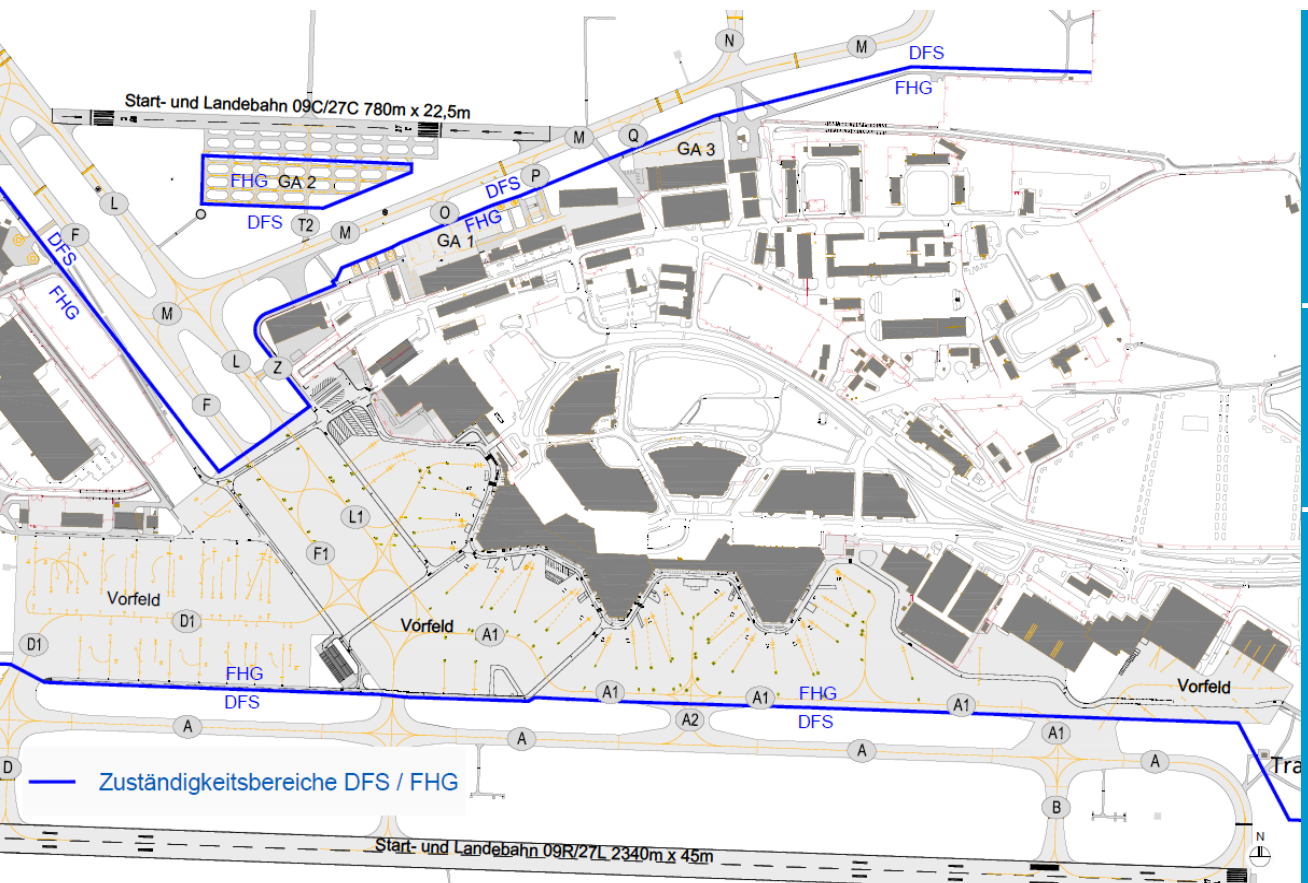 N
M
DFS
FHG
Start- und Landebahn 09C/27C 780m x 22,5m
M
Q
GA 3
P
DFS
FHG
GA 2
L
O
FHG
DFS
T2
M
GA 1
F
DFS
FHG
M
L
Z
F
L1
F1
Vorfeld
D1
Vorfeld
A1
D1
FHG
DFS
A1
A1
FHG
DFS
A1
Vorfeld
A2
A1
A
A
A
A
D
Tra
Zuständigkeitsbereiche DFS / FHG
B
N
Start- und Landebahn 09R/27L 2340m x 45m